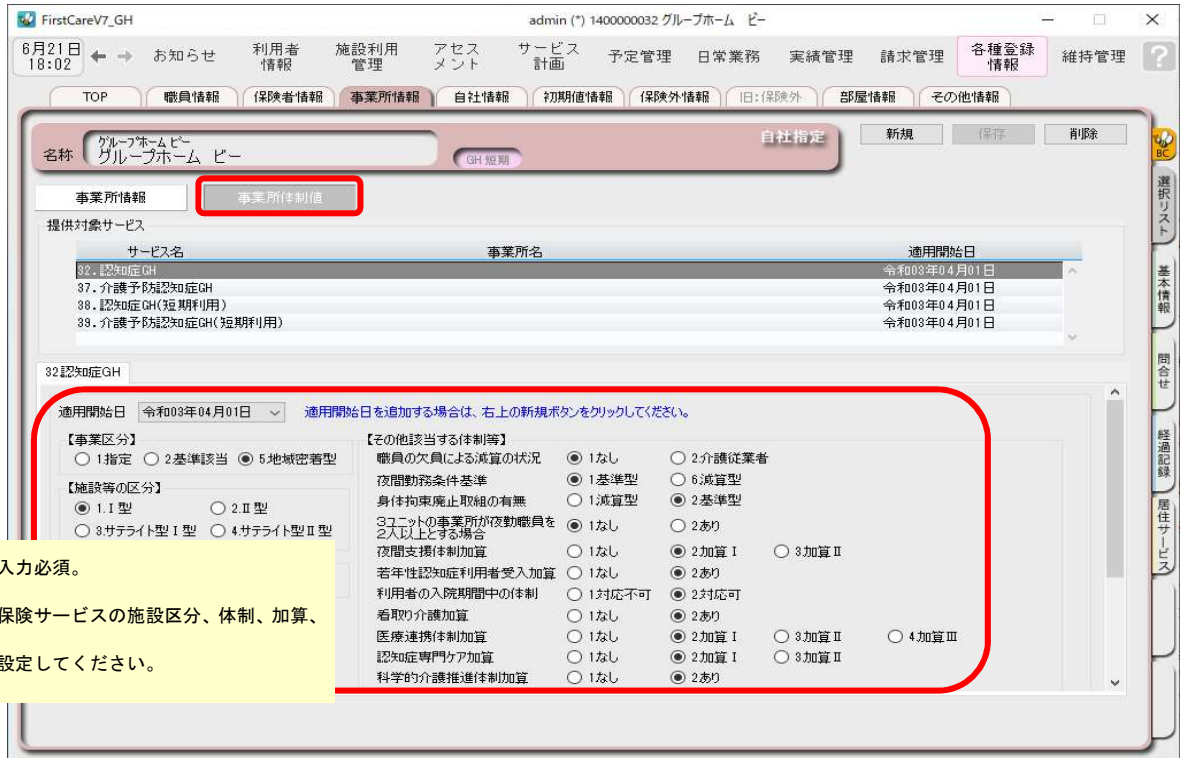 FirstCareV7_GH
admin (*) 1400000032 グループホーム ビー
6月21日
18:02
お知らせ
利用者
情報
施設利用
管理
アセス
メント
サービス
計画
予定管理
日常業務
実績管理
請求管理
各種登録
情報
維持管理
?
TOP
職員情報
保険者情報
事業所情報
自社情報
初期値情報
保険外情報
旧:保険外
部屋情報
その他情報
名称
グループホームビー
グループホーム ビー
GH 短期
自社指定
新規
保存
削除
事業所情報
事業所体制値
提供対象サービス
サービス名 事業所名 適用開始日
32.認知症GH 令和03年04月01日
37.介護予防認知症GH 令和03年04月01日
38.認知症GH(短期利用) 令和03年04月01日
39.介護予防認知症GH(短期利用) 令和03年04月01日
32認知症GH
適用開始日 令和03年04月01日 適用開始日を追加する場合は、右上の新規ボタンをクリックしてください。
【事業区分】
1指定 2基準該当 5地域密着型
【施設等の区分】
1.Ⅰ型 2.Ⅱ型
3.サテライト型Ⅰ型 4.サテライト型Ⅱ型
【その他該当する体制等】
職員の欠員による減算の状況 1なし 2介護従業者
夜間勤務条件基準 1基準型 6減算型
身体拘束廃止取組の有無 1減算型 2基準型
3ユニットの事業所が夜勤職員を
2人以上とする場合 1なし 2あり
夜間支援体制加算 1なし 2加算Ⅰ 3加算Ⅱ
若年性認知症利用者受入加算 1なし 2あり
利用者の入院期間中の体制 1対応不可 2対応可
看取り介護加算 1なし 2あり
医療連携体制加算 1なし 2加算Ⅰ 3加算Ⅱ 4加算Ⅲ
認知症専門ケア加算 1なし 2加算Ⅰ 3加算Ⅱ
科学的介護推進体制加算 1なし 2あり
入力必須。
保険サービスの施設区分、体制、加算、
設定してください。
BC
選択リスト
基本情報
問合せ
経過記録
居住サービス